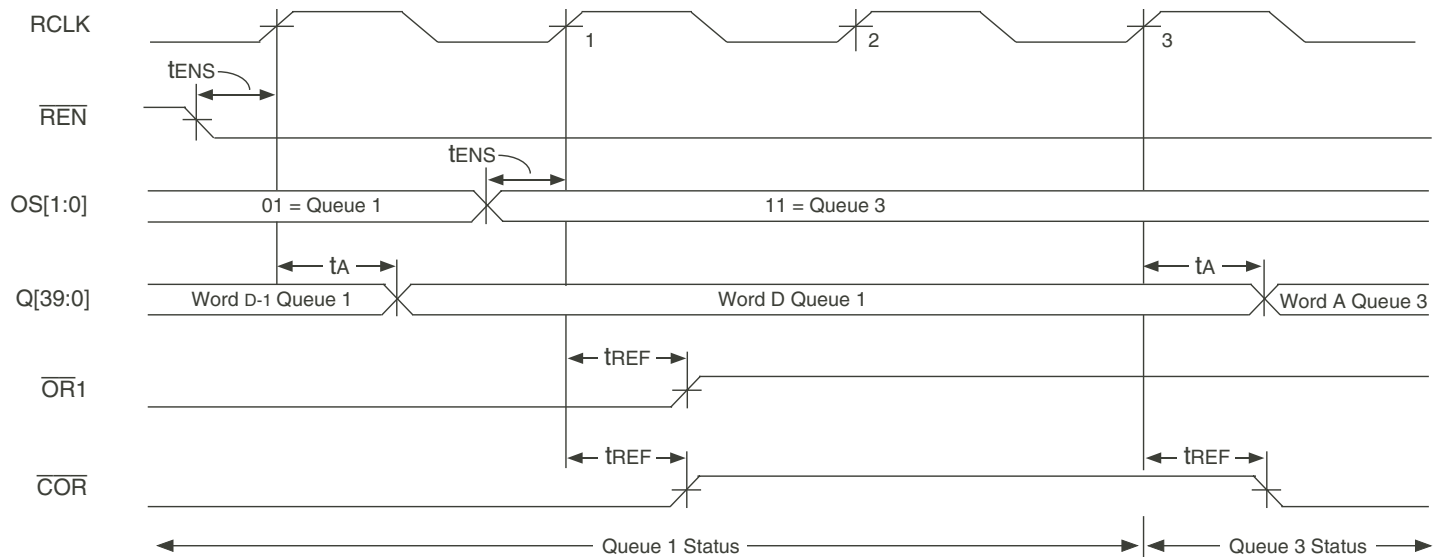 RCLK
1
2
3
tENS
REN
tENS
OS[1:0]
01 = Queue 1
11 = Queue 3
tA
tA
Q[39:0]
Word D-1 Queue 1
Word D Queue 1
Word A Queue 3
tREF
OR1
tREF
tREF
COR
Queue 1 Status
Queue 3 Status